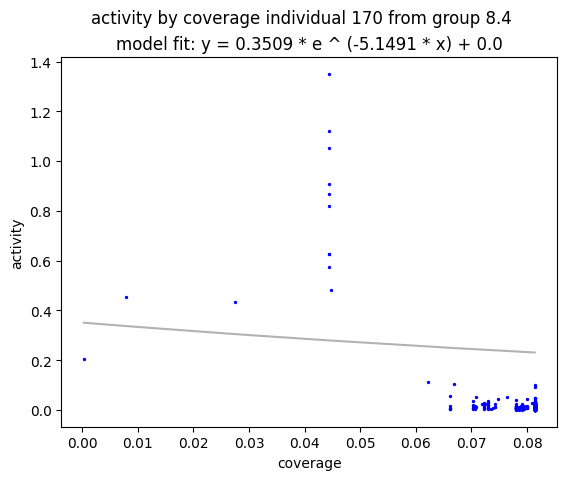 activity by coverage individual 170 from group 8.4
model fit: y = 0.3509 * e ^ (-5.1491 * x) + 0.0
1.4
1.2
1.0
0.8
0.6
0.4
0.2
0.0
activity
0.00 0.01 0.02 0.03 0.04 0.05 0.06 0.07 0.08
coverage